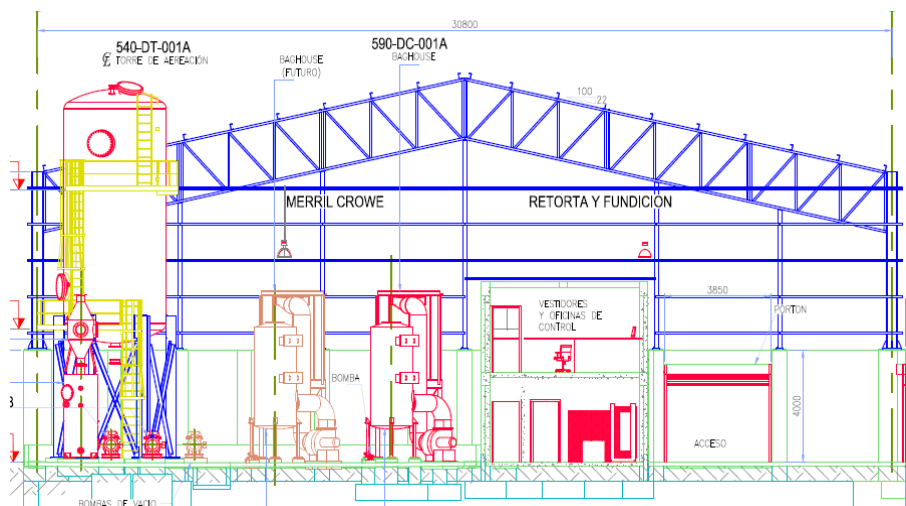 30800
540-DT-001A
℄ TORRE DE AEREACIÓN
BAGHOUSE
(FUTURO)
590-DC-001A
BAGHOUSE
100
22
MERRIL CROWE
RETORTA Y FUNDICION
3850
VESTIDORES
Y OFICINAS DE
CONTROL
PORTON
BOMBA
4000
ACCESO
BOMBAS DE VACIO